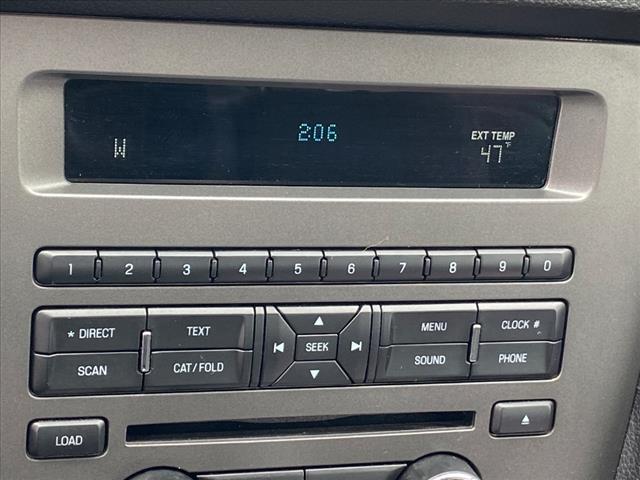 2:06
EXT TEMP
W 47°F
1 2 3 4 5 6 7 8 9 0
* DIRECT TEXT MENU CLOCK #
SEEK
SCAN CAT/FOLD SOUND PHONE
LOAD